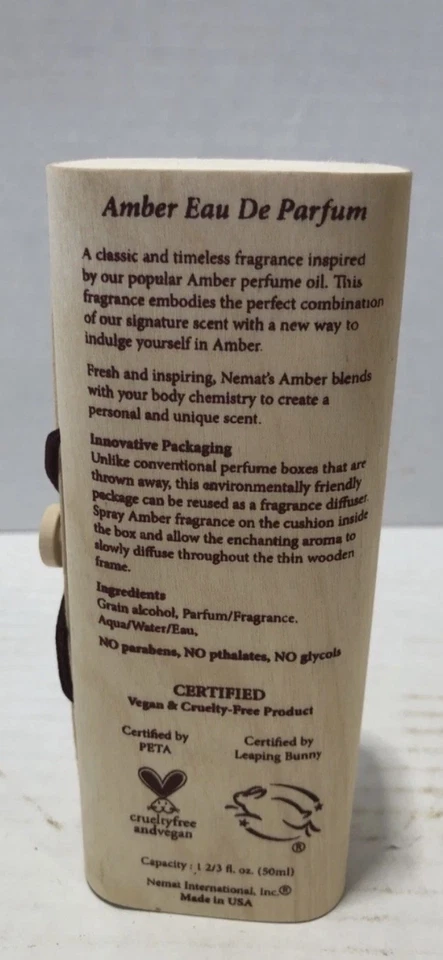 Amber Eau De Parfum
A classic and timeless fragrance inspired
by our popular Amber perfume oil. This
fragrance embodies the perfect combination
of our signature scent with a new way to
indulge yourself in Amber.
Fresh and inspiring, Nemat's Amber blends
with your body chemistry to create a
personal and unique scent.
Innovative Packaging
Unlike conventional perfume boxes that are
thrown away, this environmentally friendly
package can be reused as a fragrance diffuser.
Spray Amber fragrance on the cushion inside
the box and allow the enchanting aroma to
slowly diffuse throughout the thin wooden
frame.
Ingredients
Grain alcohol, Parfum/Fragrance,
Aqua/Water/Eau,
NO parabens, NO pthalates, NO glycols
CERTIFIED
Vegan & Cruelty-Free Product
Certified by
PETA
crueltyfree
andvegan
Certified by
Leaping Bunny
®
Capacity : 1 2/3 fl. oz. (50ml)
Nemat International, Inc.®
Made in USA